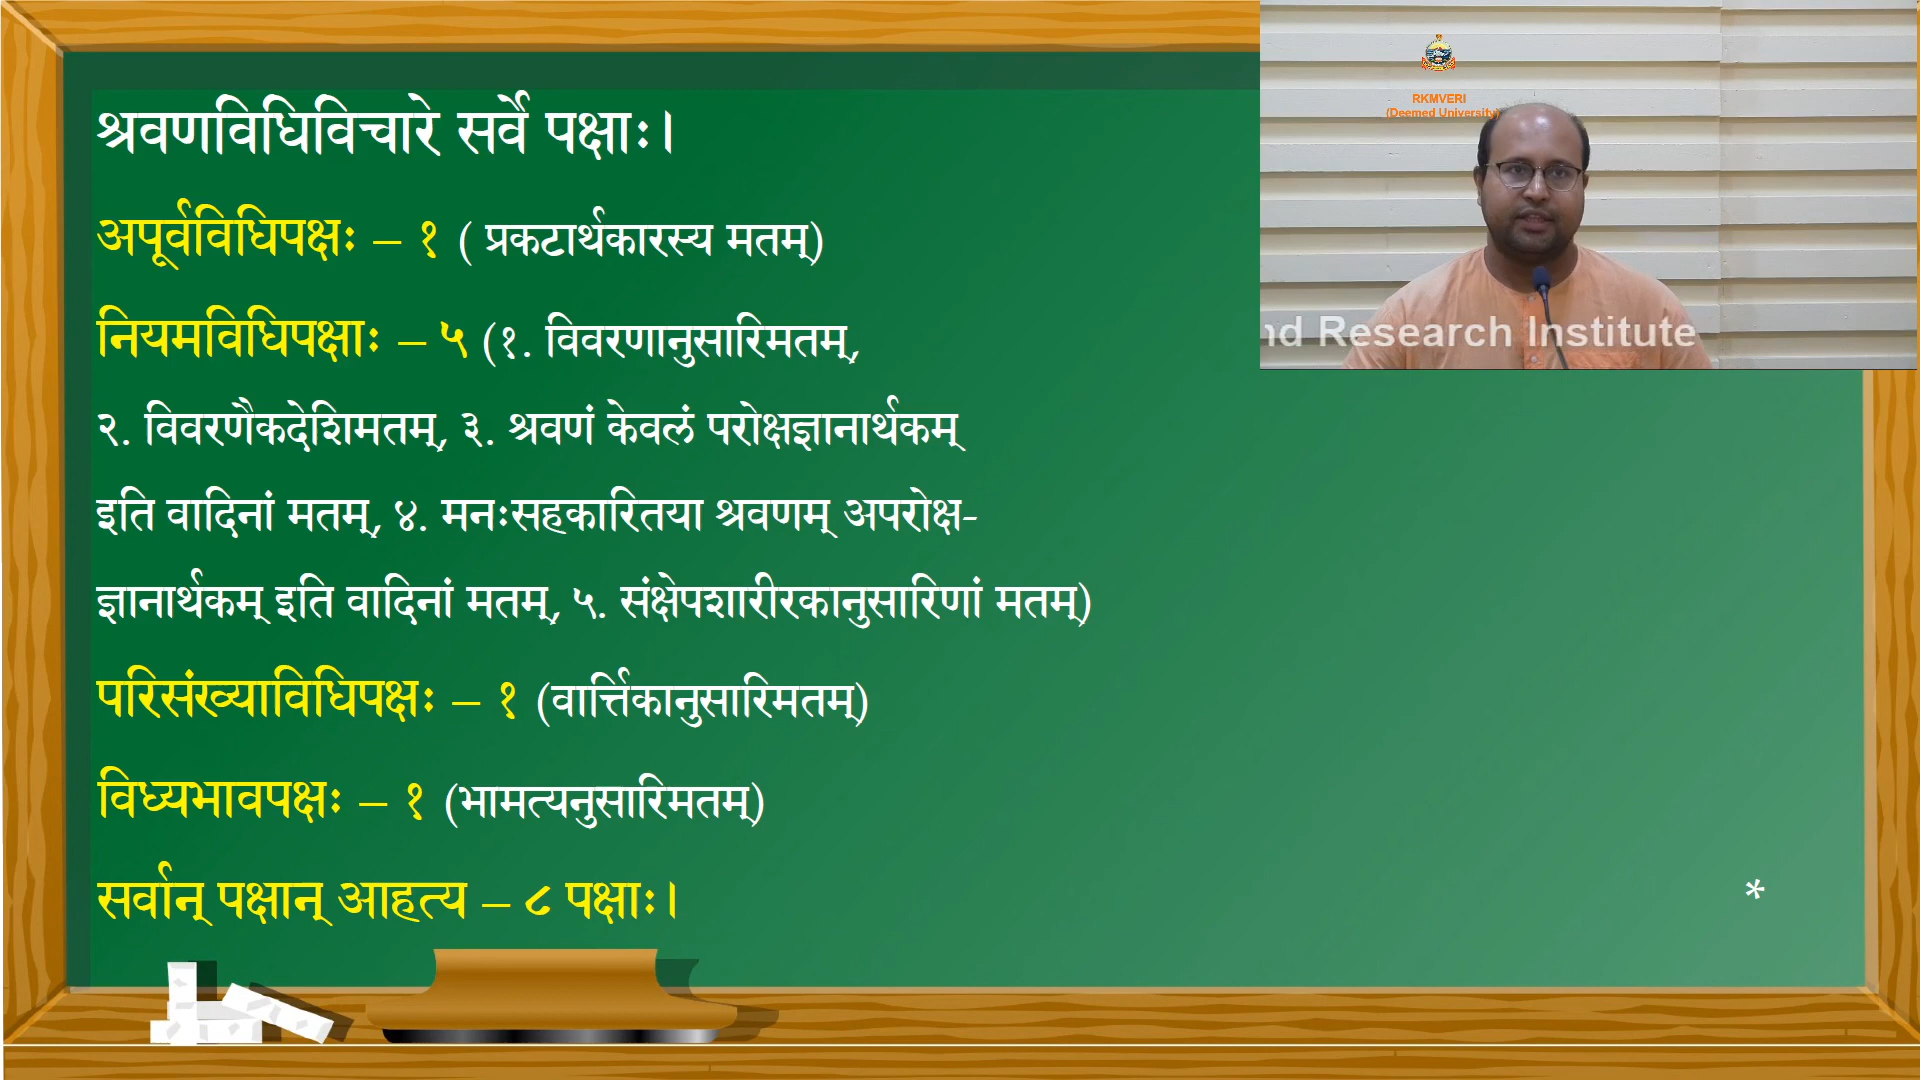 श्रवणविधिविचारे सर्वे पक्षाः।
अपूर्वविधिपक्षः – १ ( प्रकटार्थकारस्य मतम्)
नियमविधिपक्षाः – ५ (१. विवरणानुसारिमतम्,
२. विवरणैकदेशिमतम्, ३. श्रवणं केवलं परोक्षज्ञानार्थकम्
इति वादिनां मतम्, ४. मनःसहकारितया श्रवणम् अपरोक्ष-
ज्ञानार्थकम् इति वादिनां मतम्, ५. संक्षेपशारीरकानुसारिणां मतम्)
परिसंख्याविधिपक्षः – १ (वार्त्तिकानुसारिमतम्)
विध्यभावपक्षः – १ (भामत्यनुसारिमतम्)
सर्वान् पक्षान् आहत्य – ८ पक्षाः।
*
RKMVERI
(Deemed University)
nd Research Institute